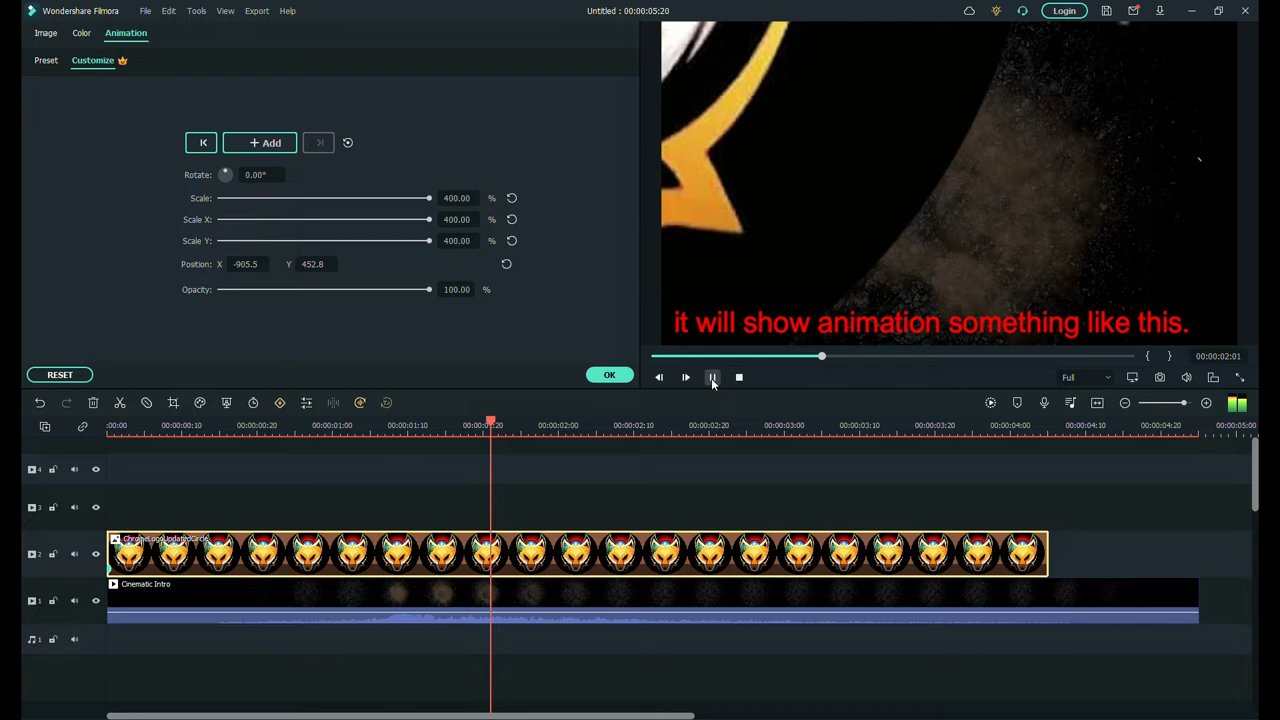 Wondershare Filmora File Edit Tools View Export Help Untitled : 00:00:05:20 Login
Image Color Animation
Preset Customize
+ Add
Rotate: 0.00°
Scale: 400.00 %
Scale X: 400.00 %
Scale Y: 400.00 %
Position: X -905.5 Y 452.8
Opacity: 100.00 %
it will show animation something like this.
{ } 00:00:02:01
RESET OK
Full
:00:00 00:00:00:10 00:00:00:20 00:00:01:00 00:00:01:10 00:00:02:00 00:00:02:10 00:00:02:20 00:00:03:00 00:00:03:10 00:00:03:20 00:00:04:00 00:00:04:10 00:00:04:20 00:00:05:00
4
3
ChromeLogoUpdatedCircle
2
Cinematic Intro
1
1